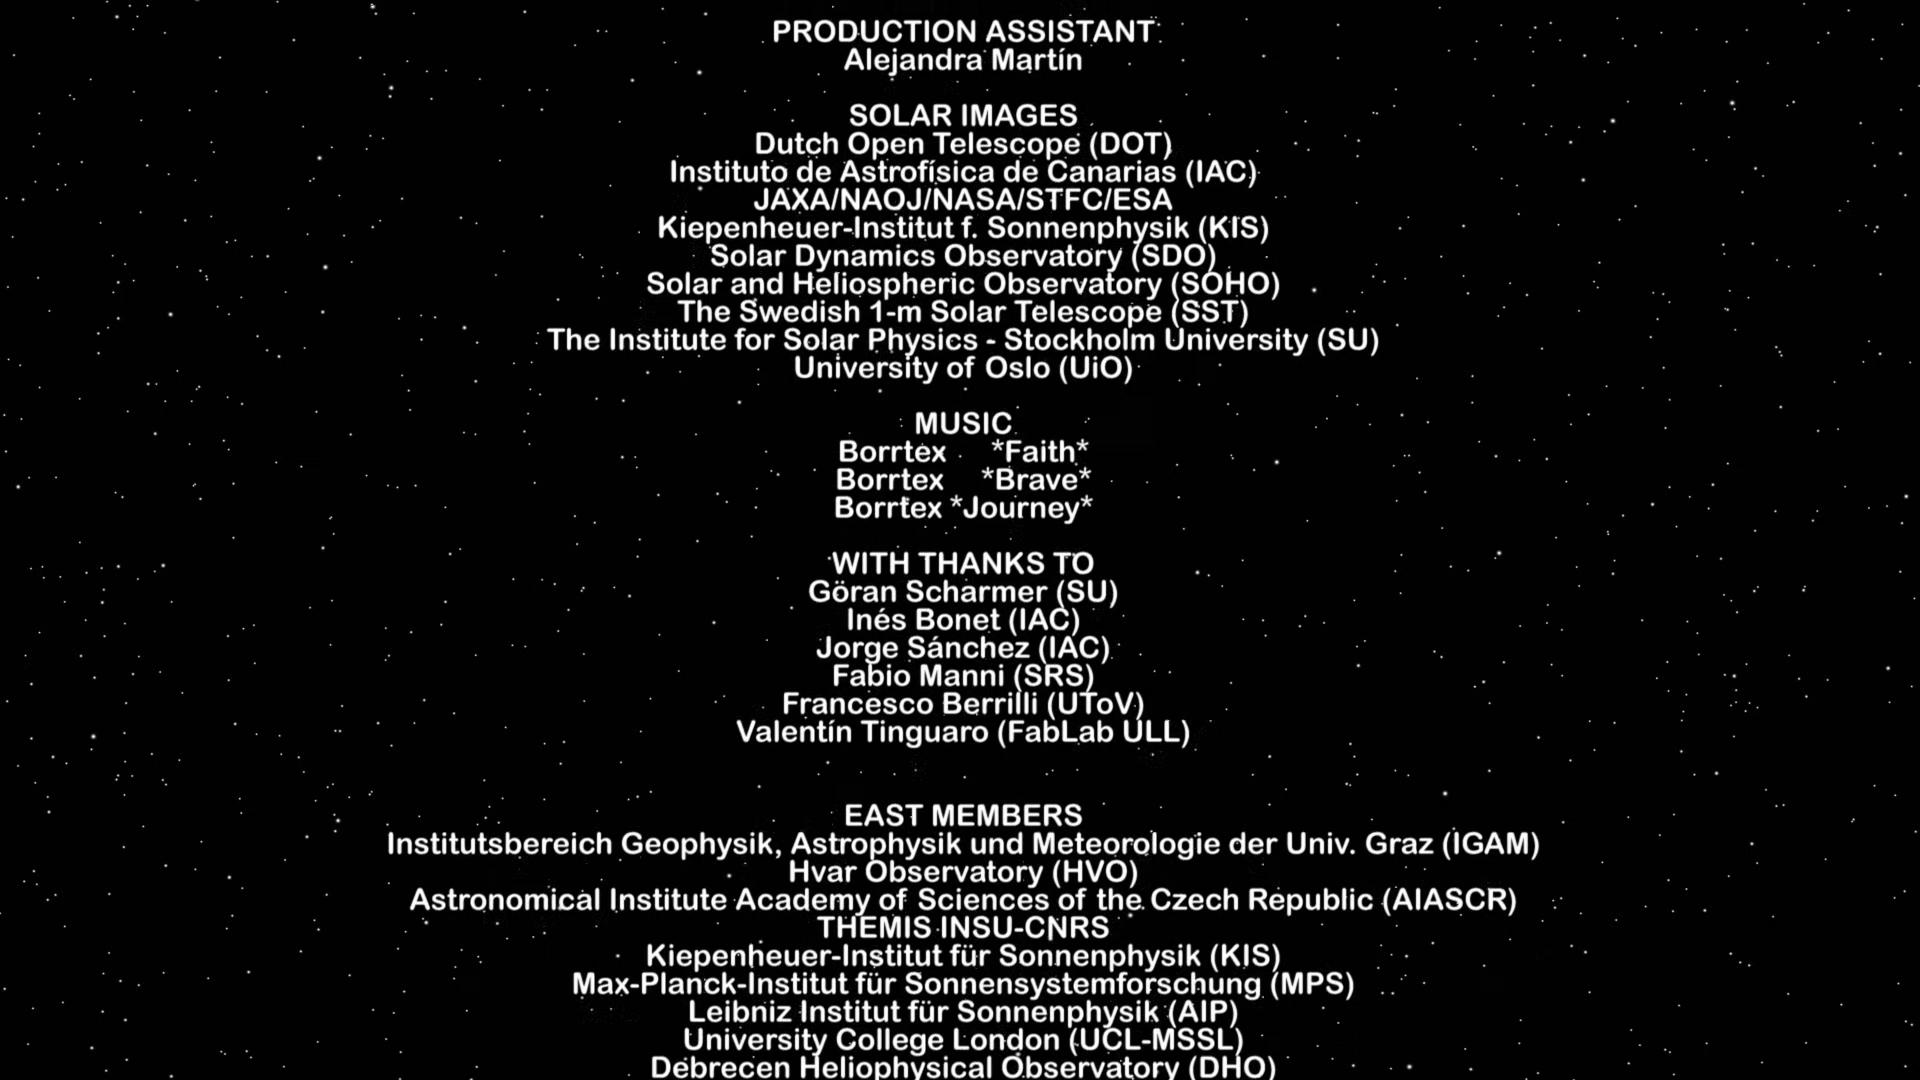 PRODUCTION ASSISTANT
Alejandra Martín
SOLAR IMAGES
Dutch Open Telescope (DOT)
Instituto de Astrofísica de Canarias (IAC)
JAXA/NAOJ/NASA/STFC/ESA
Kiepenheuer-Institut f. Sonnenphysik (KIS)
Solar Dynamics Observatory (SDO)
Solar and Heliospheric Observatory (SOHO)
The Swedish 1-m Solar Telescope (SST)
The Institute for Solar Physics - Stockholm University (SU)
University of Oslo (UiO)
MUSIC
Borrtex *Faith*
Borrtex *Brave*
Borrtex *Journey*
WITH THANKS TO
Göran Scharmer (SU)
Inés Bonet (IAC)
Jorge Sánchez (IAC)
Fabio Manni (SRS)
Francesco Berrilli (UToV)
Valentín Tinguaro (FabLab ULL)
EAST MEMBERS
Institutsbereich Geophysik, Astrophysik und Meteorologie der Univ. Graz (IGAM)
Hvar Observatory (HVO)
Astronomical Institute Academy of Sciences of the Czech Republic (AIASCR)
THEMIS INSU-CNRS
Kiepenheuer-Institut für Sonnenphysik (KIS)
Max-Planck-Institut für Sonnensystemforschung (MPS)
Leibniz Institut für Sonnenphysik (AIP)
University College London (UCL-MSSL)
Debrecen Heliophysical Observatory (DHO)